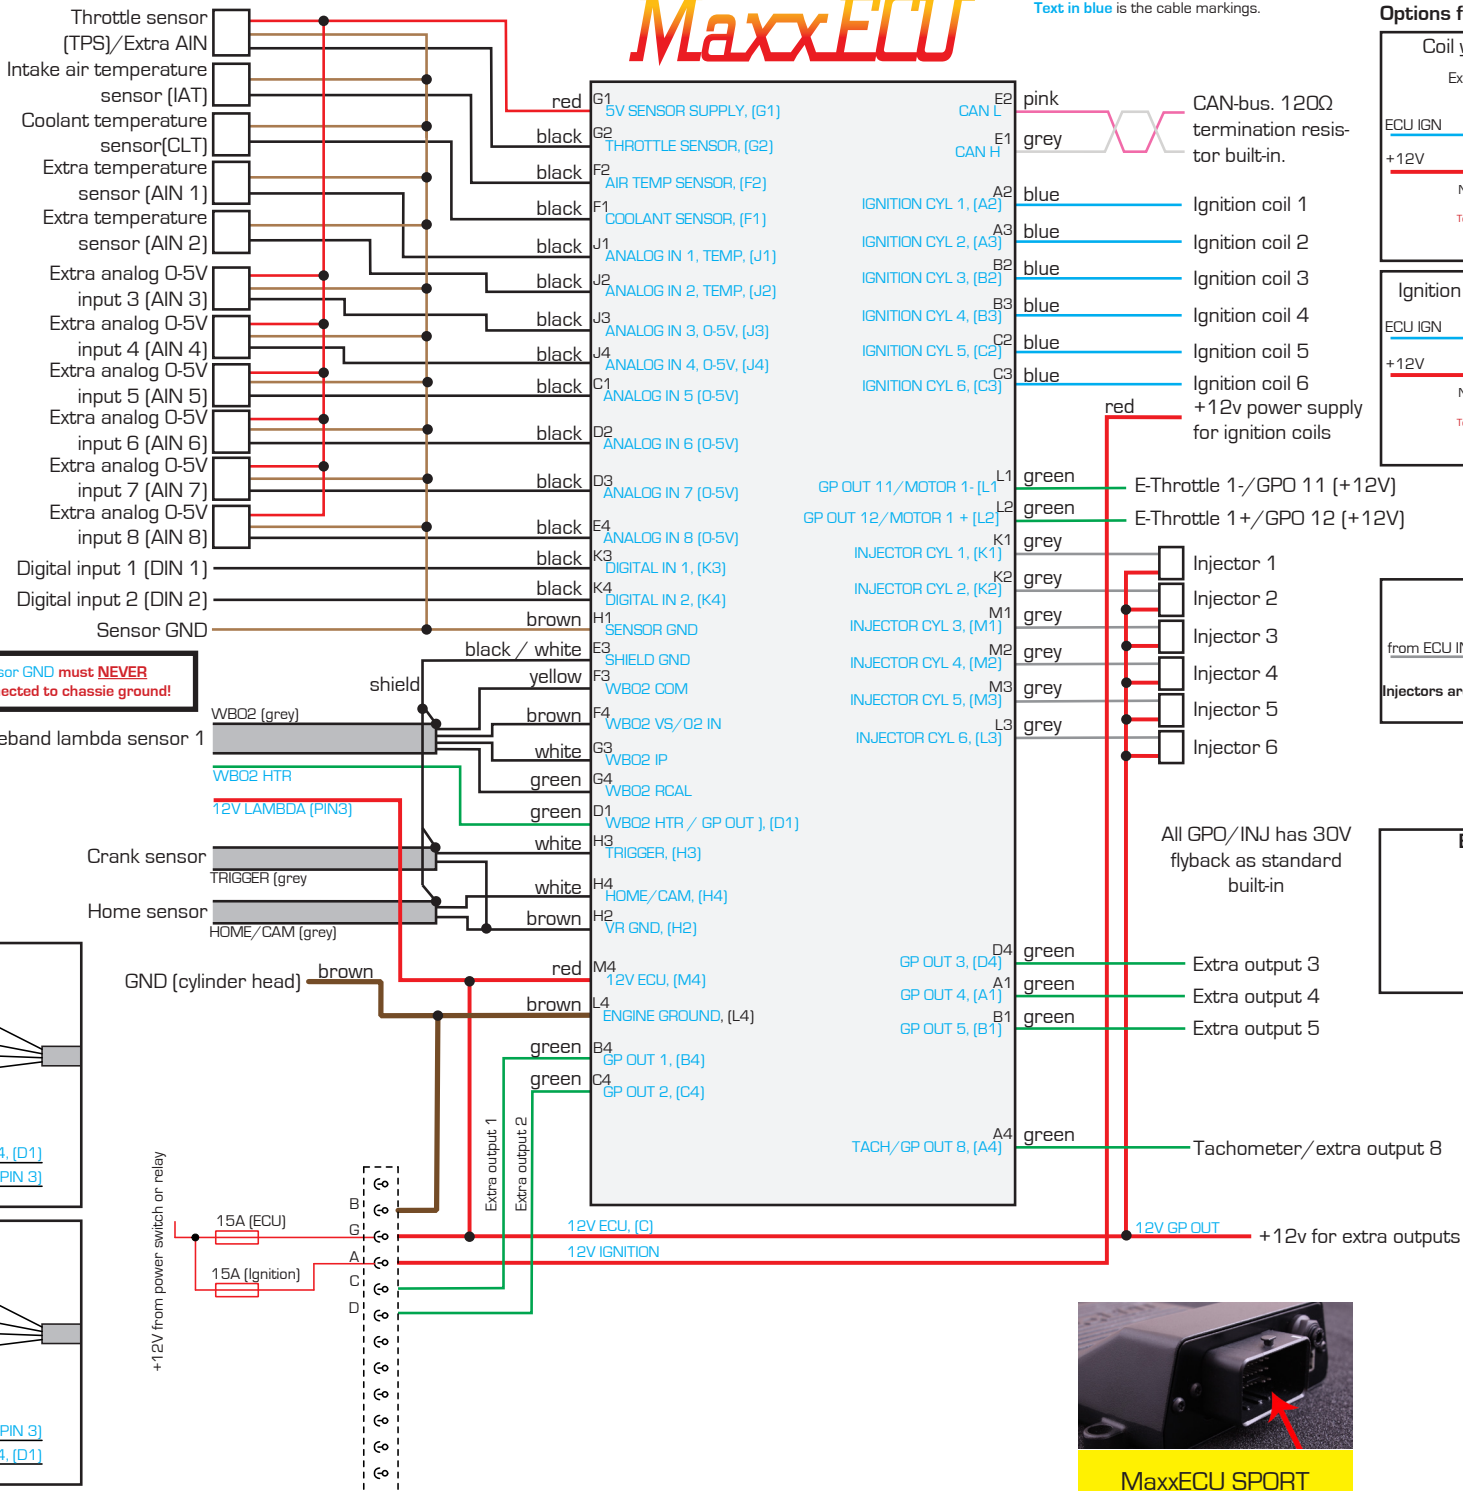 MaxxECU
Text in blue is the cable markings.
Throttle sensor
(TPS)/Extra AIN
Intake air temperature
sensor (IAT)
Coolant temperature
sensor(CLT)
Extra temperature
sensor (AIN 1)
Extra temperature
sensor (AIN 2)
Extra analog 0-5V
input 3 (AIN 3)
Extra analog 0-5V
input 4 (AIN 4)
Extra analog 0-5V
input 5 (AIN 5)
Extra analog 0-5V
input 6 (AIN 6)
Extra analog 0-5V
input 7 (AIN 7)
Extra analog 0-5V
input 8 (AIN 8)
Digital input 1 (DIN 1)
Digital input 2 (DIN 2)
Sensor GND
sor GND must NEVER
ected to chassie ground!
shield
WBO2 (grey)
eband lambda sensor 1
WBO2 HTR
12V LAMBDA (PIN3)
Crank sensor
TRIGGER (grey
Home sensor
HOME/CAM (grey)
GND (cylinder head)
brown
red G1 5V SENSOR SUPPLY, (G1)
black G2 THROTTLE SENSOR, (G2)
black F2 AIR TEMP SENSOR, (F2)
black F1 COOLANT SENSOR, (F1)
black J1 ANALOG IN 1, TEMP, (J1)
black J2 ANALOG IN 2, TEMP, (J2)
black J3 ANALOG IN 3, 0-5V, (J3)
black J4 ANALOG IN 4, 0-5V, (J4)
black C1 ANALOG IN 5 (0-5V)
black D2 ANALOG IN 6 (0-5V)
black D3 ANALOG IN 7 (0-5V)
black E4 ANALOG IN 8 (0-5V)
black K3 DIGITAL IN 1, (K3)
black K4 DIGITAL IN 2, (K4)
brown H1 SENSOR GND
black / white E3 SHIELD GND
yellow F3 WBO2 COM
brown F4 WBO2 VS/O2 IN
white G3 WBO2 IP
green G4 WBO2 RCAL
green D1 WBO2 HTR / GP OUT ), (D1)
white H3 TRIGGER, (H3)
white H4 HOME/CAM, (H4)
brown H2 VR GND, (H2)
red M4 12V ECU, (M4)
brown L4 ENGINE GROUND, (L4)
green B4 GP OUT 1, (B4)
green C4 GP OUT 2, (C4)
CAN L E2 pink
CAN H E1 grey
CAN-bus. 120Ω
termination resis-
tor built-in.
IGNITION CYL 1, (A2) A2 blue Ignition coil 1
IGNITION CYL 2, (A3) A3 blue Ignition coil 2
IGNITION CYL 3, (B2) B2 blue Ignition coil 3
IGNITION CYL 4, (B3) B3 blue Ignition coil 4
IGNITION CYL 5, (C2) C2 blue Ignition coil 5
IGNITION CYL 6, (C3) C3 blue Ignition coil 6
red +12v power supply
for ignition coils
GP OUT 11/MOTOR 1- (L1 L1 green E-Throttle 1-/GPO 11 (+12V)
GP OUT 12/MOTOR 1 + (L2) L2 green E-Throttle 1+/GPO 12 (+12V)
INJECTOR CYL 1, (K1) K1 grey Injector 1
INJECTOR CYL 2, (K2) K2 grey Injector 2
INJECTOR CYL 3, (M1) M1 grey Injector 3
INJECTOR CYL 4, (M2) M2 grey Injector 4
INJECTOR CYL 5, (M3) M3 grey Injector 5
INJECTOR CYL 6, (L3) L3 grey Injector 6
All GPO/INJ has 30V
flyback as standard
built-in
GP OUT 3, (D4) D4 green Extra output 3
GP OUT 4, (A1) A1 green Extra output 4
GP OUT 5, (B1) B1 green Extra output 5
TACH/GP OUT 8, (A4) A4 green Tachometer/extra output 8
Options f
Coil y
Ex
ECU IGN
+12V
N
T
Ignition
ECU IGN
+12V
N
T
from ECU I
Injectors ar
E
4, (D1)
PIN 3)
PIN 3)
4, (D1)
+12V from power switch or relay
15A (ECU)
15A (Ignition)
B
G
A
C
D
Extra output 1
Extra output 2
12V ECU, (C)
12V IGNITION
12V GP OUT
+12v for extra outputs
MaxxECU SPORT